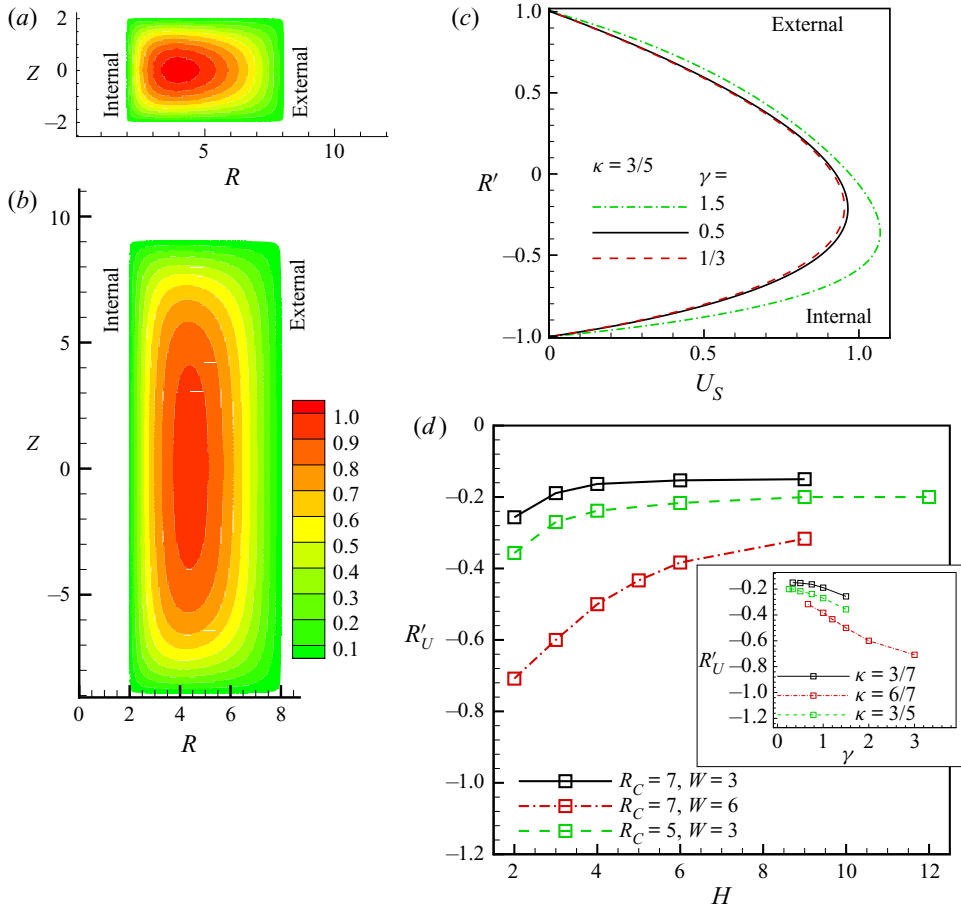 (a)
2
0
−2
Z
Internal
External
5
10
R
(b)
10
5
0
−5
Z
Internal
External
0
2
4
6
8
R
1.0
0.9
0.8
0.7
0.6
0.5
0.4
0.3
0.2
0.1
(c)
1.0
0.5
0
−0.5
−1.0
R′
External
κ = 3/5
γ =
1.5
0.5
1/3
Internal
0
0.5
1.0
U_S
(d)
0
−0.2
−0.4
−0.6
−0.8
−1.0
−1.2
R′_U
R_C = 7, W = 3
R_C = 7, W = 6
R_C = 5, W = 3
2
4
6
8
10
12
H
−0.2
−0.4
−0.6
−0.8
−1.0
−1.2
R′_U
κ = 3/7
κ = 6/7
κ = 3/5
0
1
2
3
γ